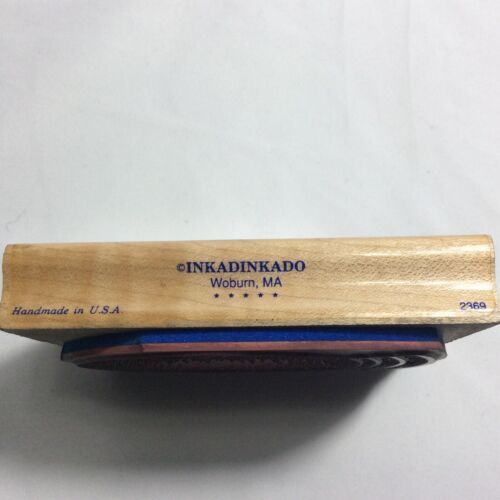 ©INKADINKADO
Woburn, MA
★ ★ ★ ★ ★
Handmade in U.S.A.
2369